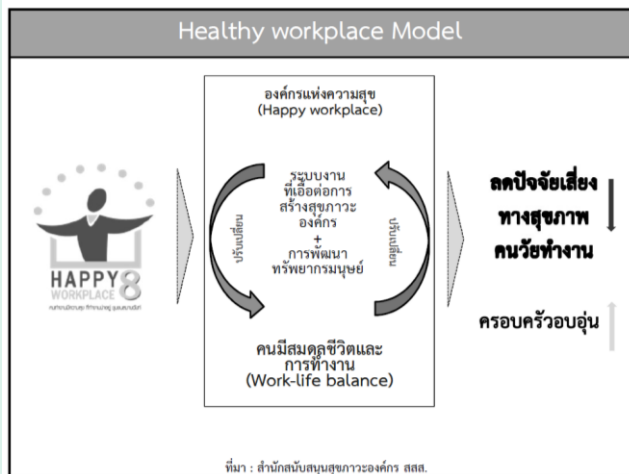 Healthy workplace Model
องค์กรแห่งความสุข
(Happy workplace)
ระบบงาน
ที่เอื้อต่อการ
สร้างสุขภาวะ
องค์กร
+
การพัฒนา
ทรัพยากรมนุษย์
ปรับเปลี่ยน
ปรับเปลี่ยน
คนมีสมดุลชีวิตและ
การทำงาน
(Work-life balance)
HAPPY
WORKPLACE 8
ลดปัจจัยเสี่ยง
ทางสุขภาพ
คนวัยทำงาน
ครอบครัวอบอุ่น
ที่มา : สำนักสนับสนุนสุขภาวะองค์กร สสส.